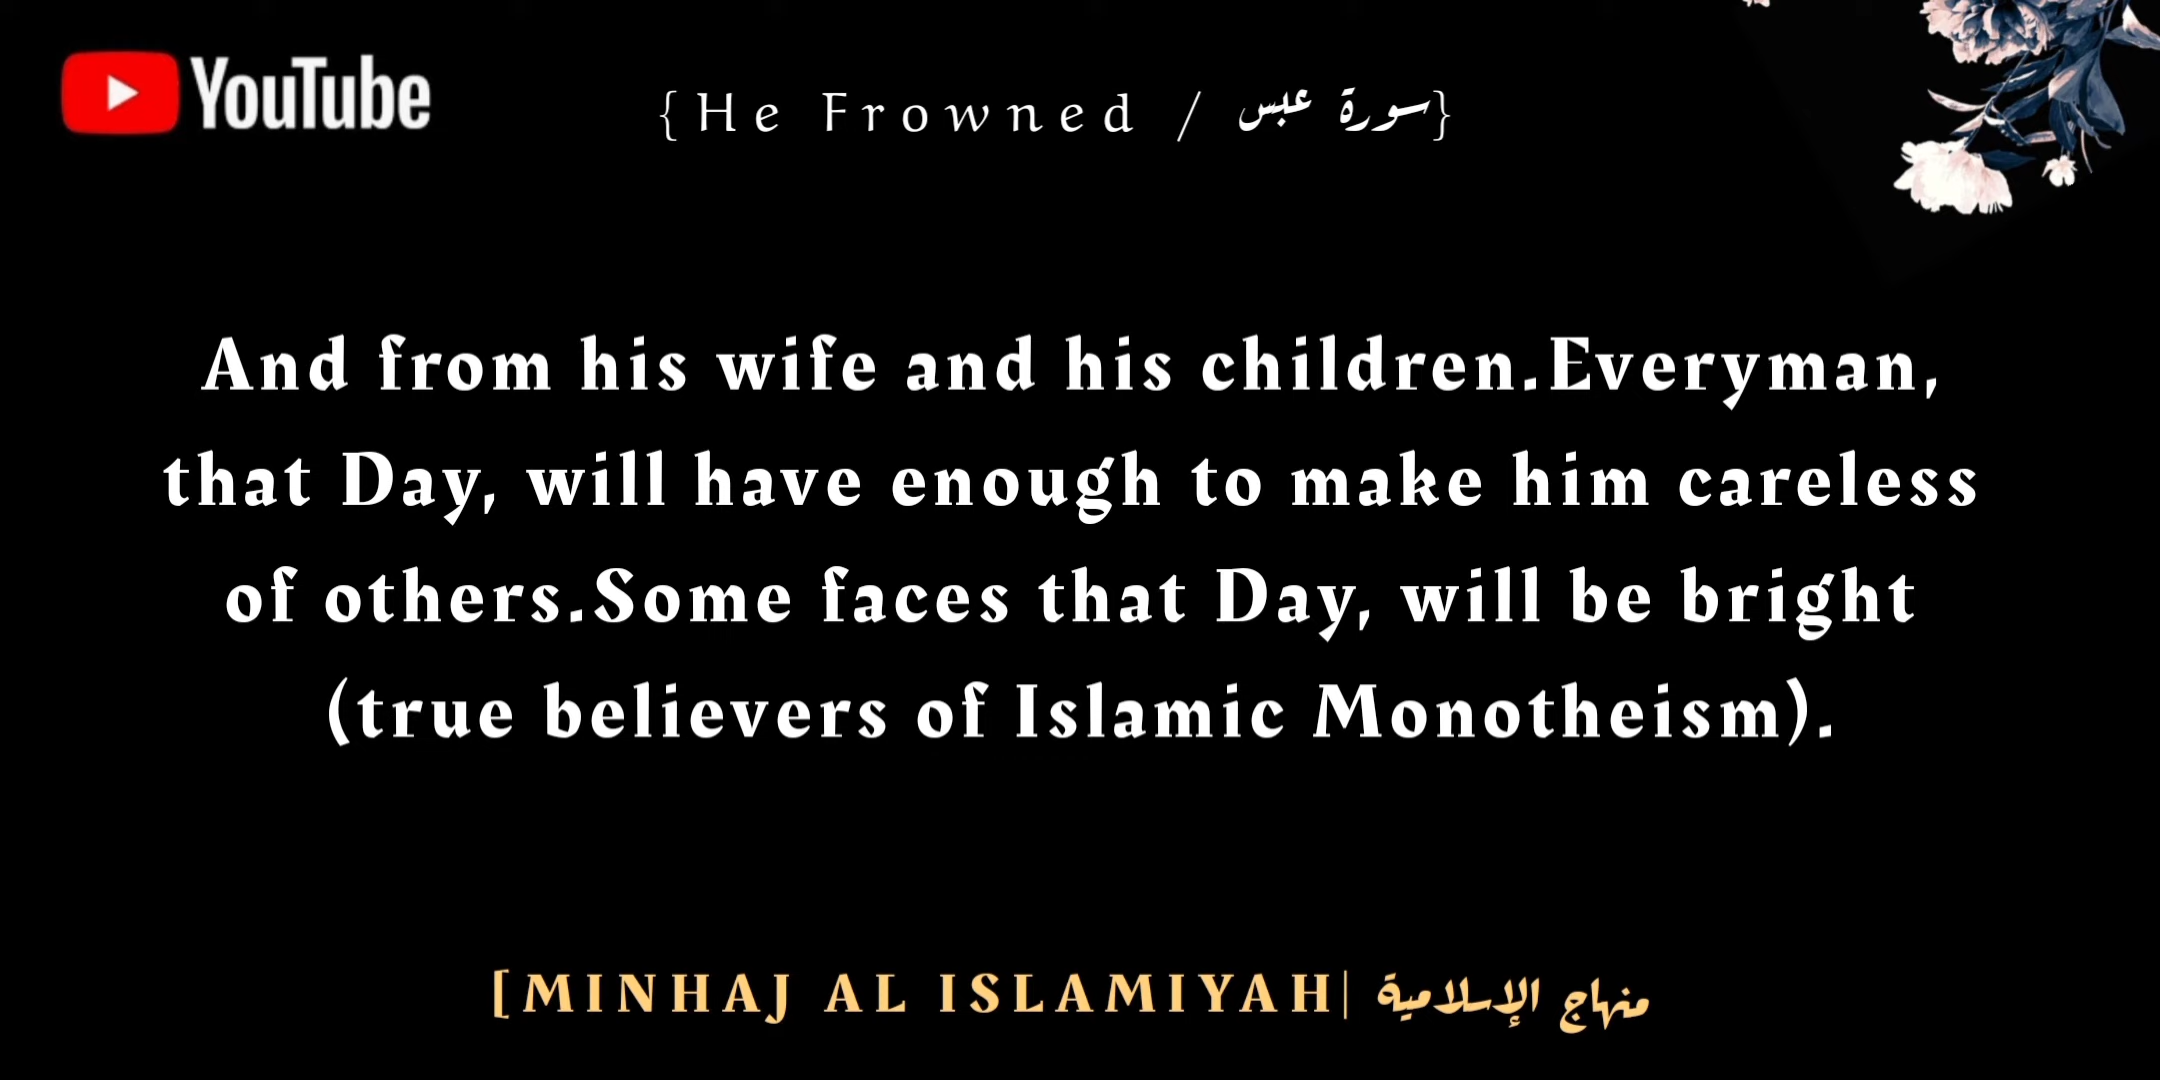 YouTube
{He Frowned / سورة عبس}
And from his wife and his children.Everyman,
that Day, will have enough to make him careless
of others.Some faces that Day, will be bright
(true believers of Islamic Monotheism).
[MINHAJ AL ISLAMIYAH| منهاج الإسلامية